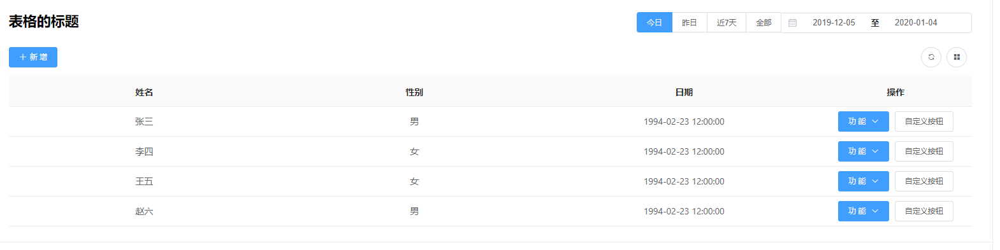 表格的标题
今日 昨日 近7天 全部 2019-12-05 至 2020-01-04
新增
姓名 性别 日期 操作
张三 男 1994-02-23 12:00:00 功能 自定义按钮
李四 女 1994-02-23 12:00:00 功能 自定义按钮
王五 女 1994-02-23 12:00:00 功能 自定义按钮
赵六 男 1994-02-23 12:00:00 功能 自定义按钮